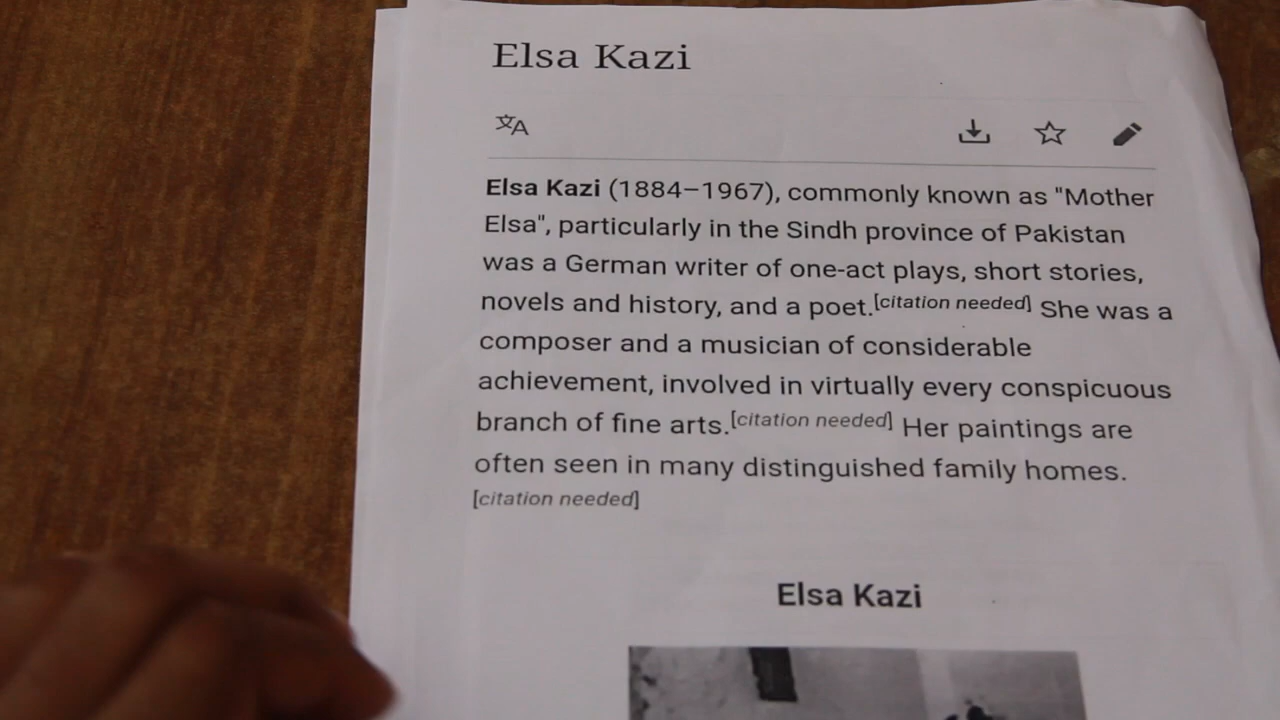 Elsa Kazi
Elsa Kazi (1884–1967), commonly known as "Mother
Elsa", particularly in the Sindh province of Pakistan
was a German writer of one-act plays, short stories,
novels and history, and a poet.[citation needed] She was a
composer and a musician of considerable
achievement, involved in virtually every conspicuous
branch of fine arts.[citation needed] Her paintings are
often seen in many distinguished family homes.
[citation needed]
Elsa Kazi